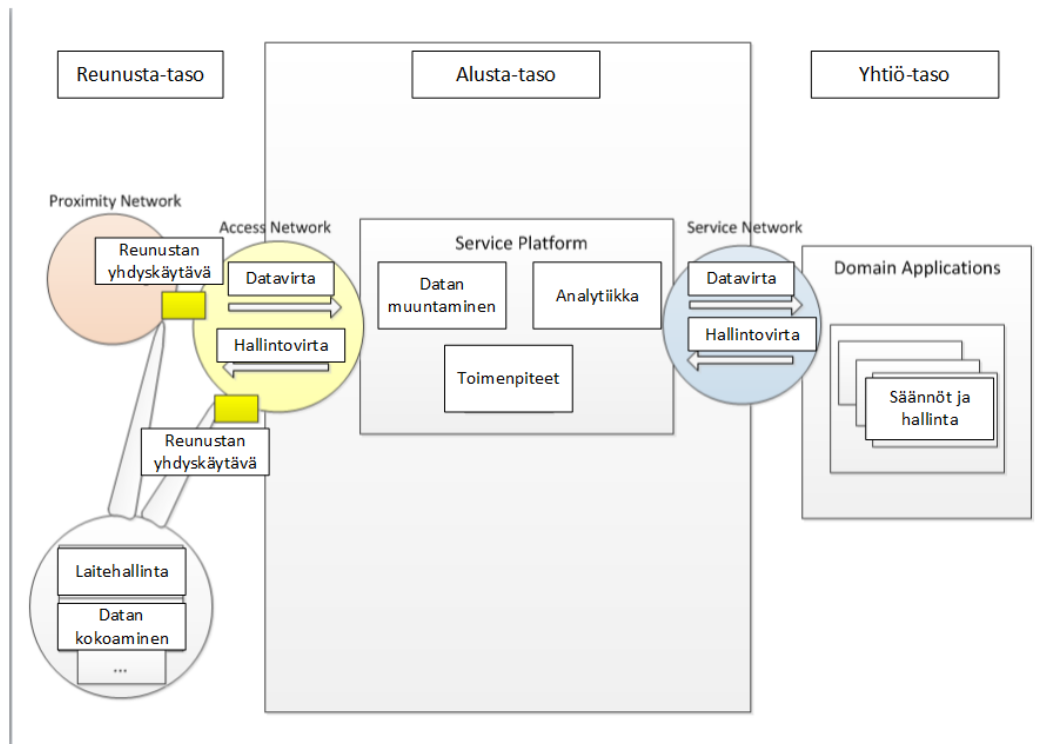 Reunusta-taso
Alusta-taso
Yhtiö-taso
Proximity Network
Reunustan
yhdyskäytävä
Access Network
Datavirta
Hallintovirta
Reunustan
yhdyskäytävä
Service Platform
Datan
muuntaminen
Analytiikka
Toimenpiteet
Service Network
Datavirta
Hallintovirta
Domain Applications
Säännöt ja
hallinta
Laitehallinta
Datan
kokoaminen
...